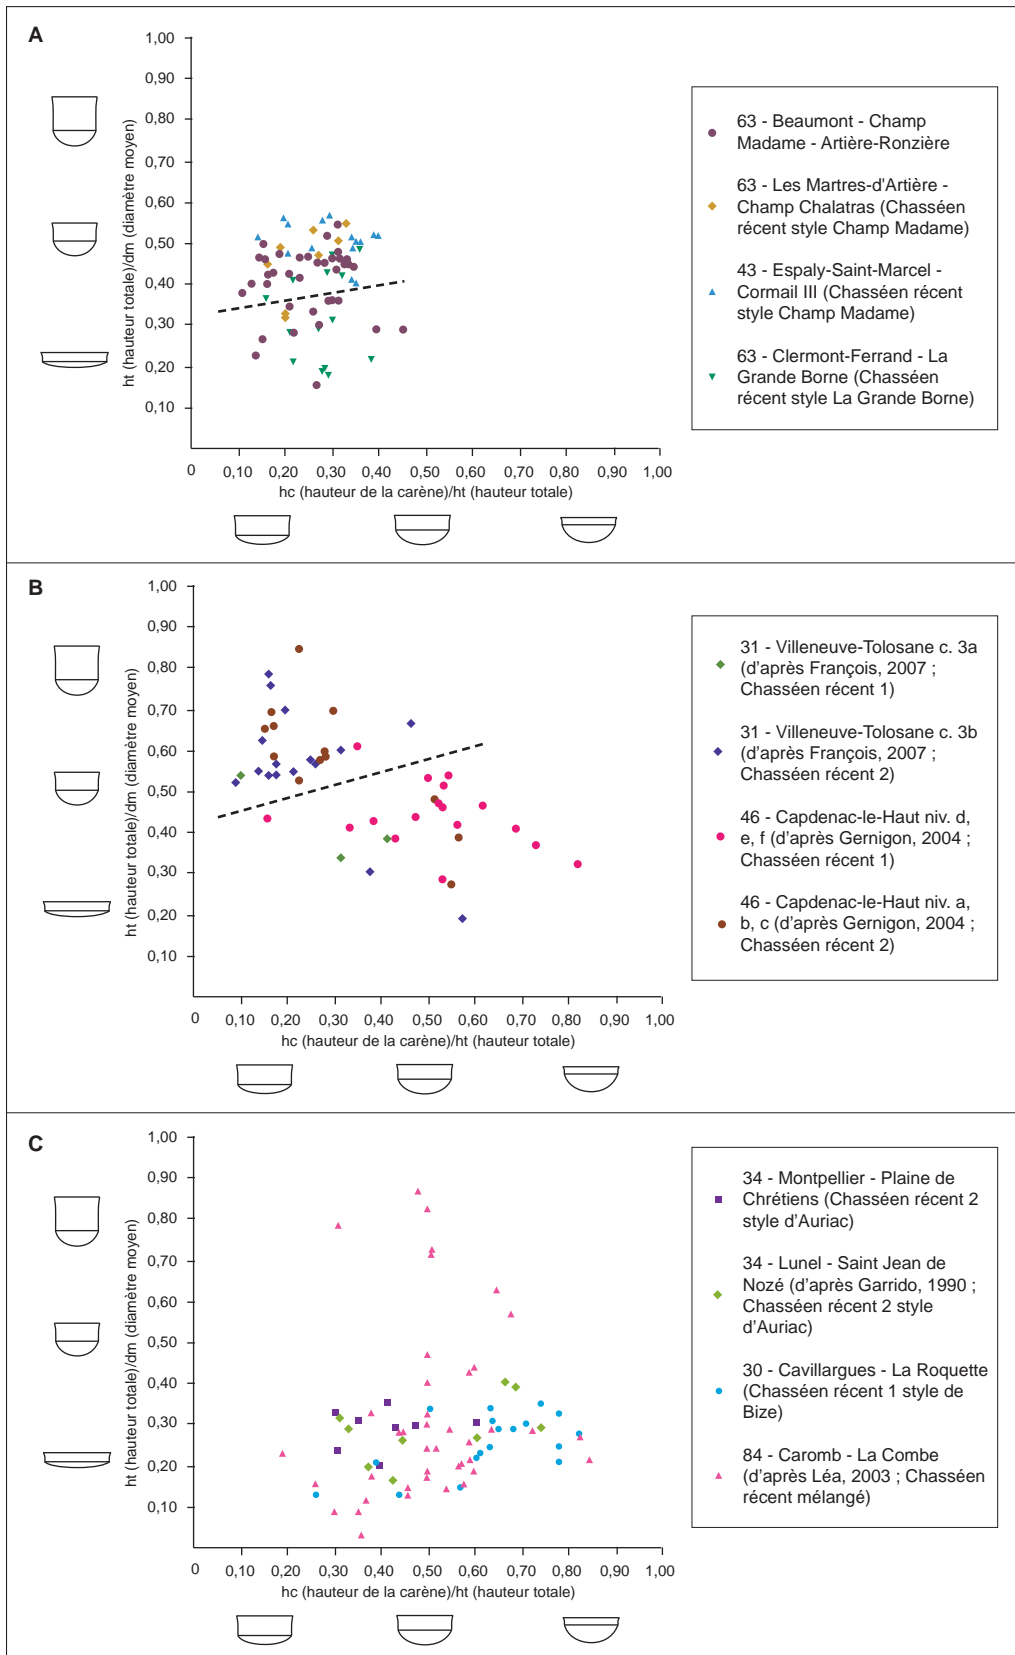 A
1,00
0,90
0,80
0,70
0,60
0,50
0,40
0,30
0,20
0,10
ht (hauteur totale)/dm (diamètre moyen)
0 0,10 0,20 0,30 0,40 0,50 0,60 0,70 0,80 0,90 1,00
hc (hauteur de la carène)/ht (hauteur totale)
63 - Beaumont - Champ
Madame - Artière-Ronzière
63 - Les Martres-d'Artière -
Champ Chalatras (Chasséen
récent style Champ Madame)
43 - Espaly-Saint-Marcel -
Cormail III (Chasséen récent
style Champ Madame)
63 - Clermont-Ferrand - La
Grande Borne (Chasséen
récent style La Grande Borne)
B
1,00
0,90
0,80
0,70
0,60
0,50
0,40
0,30
0,20
0,10
ht (hauteur totale)/dm (diamètre moyen)
0 0,10 0,20 0,30 0,40 0,50 0,60 0,70 0,80 0,90 1,00
hc (hauteur de la carène)/ht (hauteur totale)
31 - Villeneuve-Tolosane c. 3a
(d'après François, 2007 ;
Chasséen récent 1)
31 - Villeneuve-Tolosane c. 3b
(d'après François, 2007 ;
Chasséen récent 2)
46 - Capdenac-le-Haut niv. d,
e, f (d'après Gernigon, 2004 ;
Chasséen récent 1)
46 - Capdenac-le-Haut niv. a,
b, c (d'après Gernigon, 2004 ;
Chasséen récent 2)
C
1,00
0,90
0,80
0,70
0,60
0,50
0,40
0,30
0,20
0,10
ht (hauteur totale)/dm (diamètre moyen)
0 0,10 0,20 0,30 0,40 0,50 0,60 0,70 0,80 0,90 1,00
hc (hauteur de la carène)/ht (hauteur totale)
34 - Montpellier - Plaine de
Chrétiens (Chasséen récent 2
style d’Auriac)
34 - Lunel - Saint Jean de
Nozé (d’après Garrido, 1990 ;
Chasséen récent 2 style
d’Auriac)
30 - Cavillargues - La Roquette
(Chasséen récent 1 style de
Bize)
84 - Caromb - La Combe
(d’après Léa, 2003 ; Chasséen
récent mélangé)